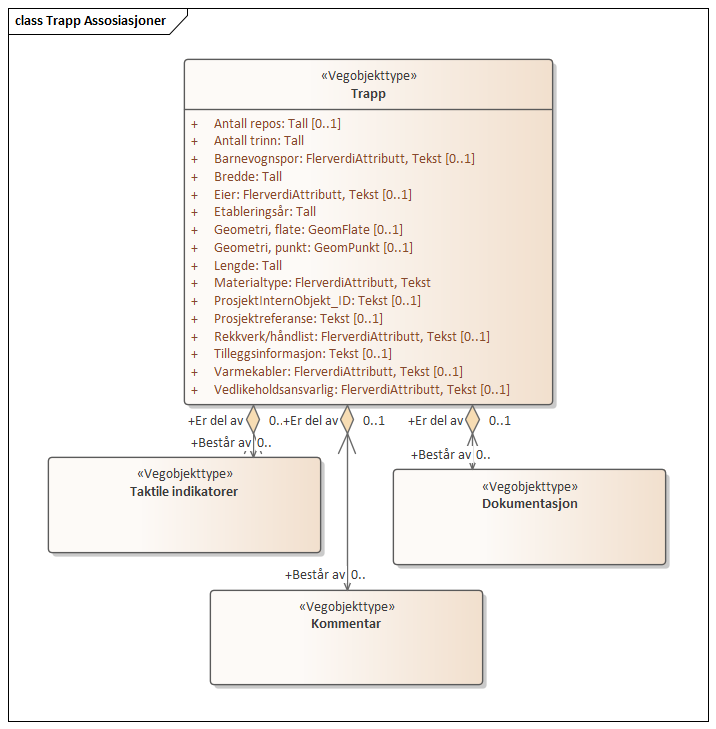 class Trapp Assosiasjoner
«Vegobjekttype»
Trapp
+ Antall repos: Tall [0..1]
+ Antall trinn: Tall
+ Barnevognspor: FlerverdiAttributt, Tekst [0..1]
+ Bredde: Tall
+ Eier: FlerverdiAttributt, Tekst [0..1]
+ Etableringsår: Tall
+ Geometri, flate: GeomFlate [0..1]
+ Geometri, punkt: GeomPunkt [0..1]
+ Lengde: Tall
+ Materialtype: FlerverdiAttributt, Tekst
+ ProsjektInternObjekt_ID: Tekst [0..1]
+ Prosjektreferanse: Tekst [0..1]
+ Rekkverk/håndlist: FlerverdiAttributt, Tekst [0..1]
+ Tilleggsinformasjon: Tekst [0..1]
+ Varmekabler: FlerverdiAttributt, Tekst [0..1]
+ Vedlikeholdsansvarlig: FlerverdiAttributt, Tekst [0..1]
+Er del av 0.. +Er del av 0..1 +Er del av 0..1
+Består av 0..
+Består av 0..
«Vegobjekttype»
Taktile indikatorer
«Vegobjekttype»
Dokumentasjon
+Består av 0..
«Vegobjekttype»
Kommentar